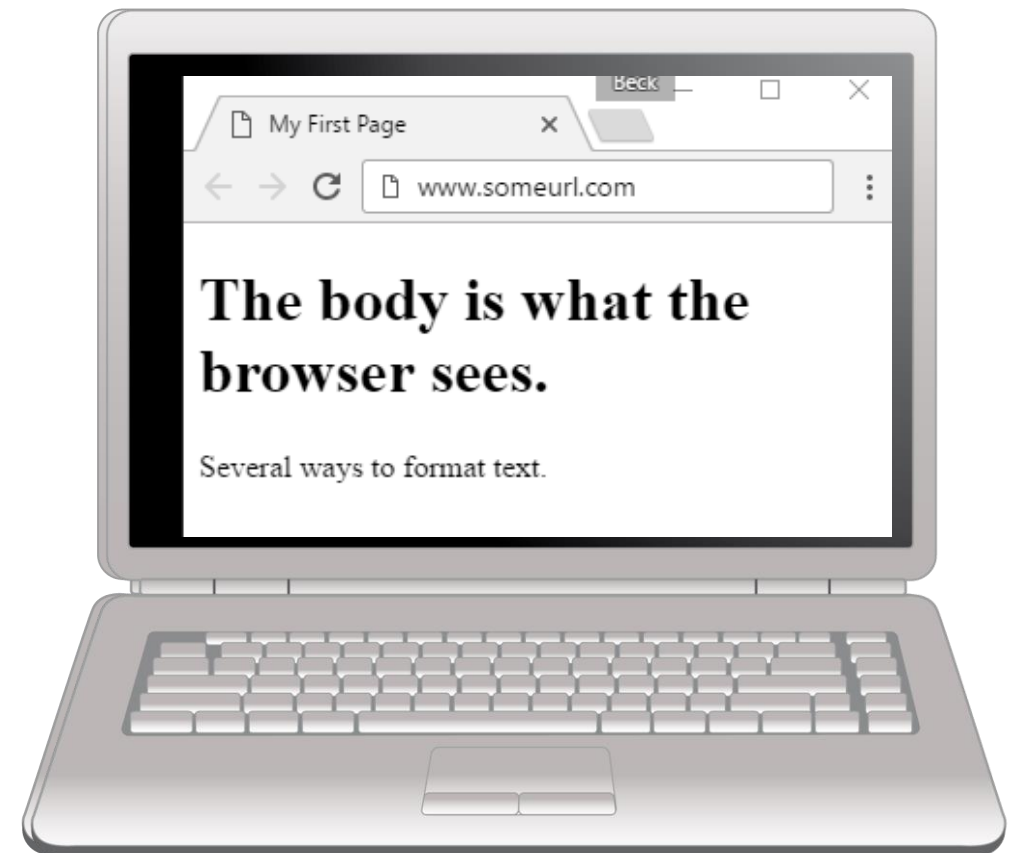 Beck
My First Page
www.someurl.com
The body is what the
browser sees.
Several ways to format text.